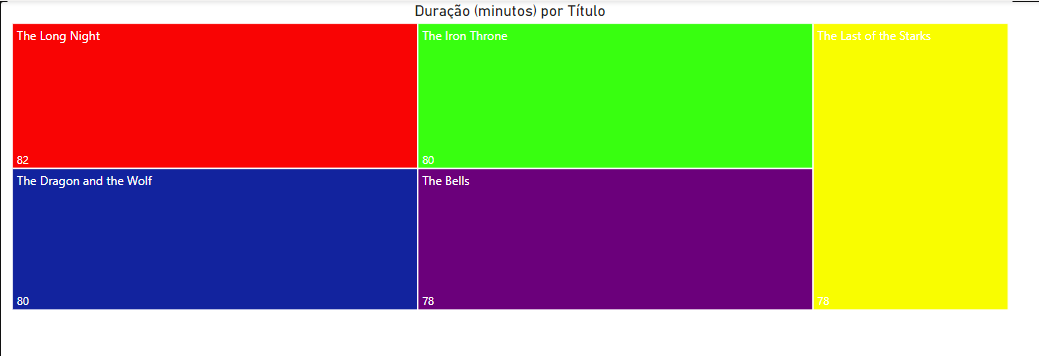 Duração (minutos) por Título
The Long Night
82
The Iron Throne
80
The Last of the Starks
78
The Dragon and the Wolf
80
The Bells
78